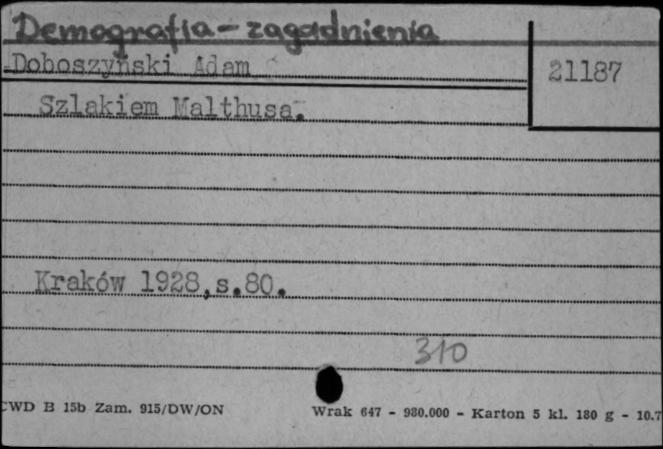 Demografia - zagadnienia
Doboszyński Adam
21187
Szlakiem Malthusa.
Kraków 1928, s.80.
310
CWD B 15b Zam. 915/DW/ON
Wrak 647 - 980.000 - Karton 5 kl. 180 g - 10.7